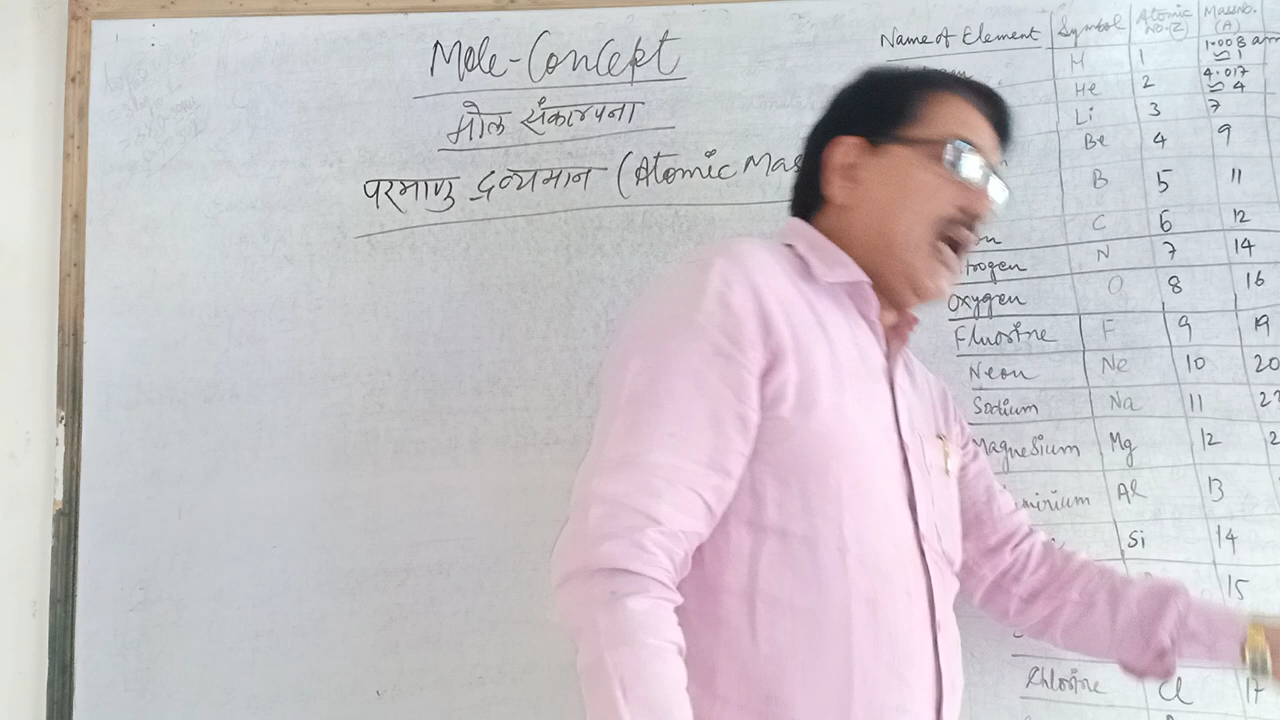 Mole-Concept
मोल संकल्पना
परमाणु द्रव्यमान (Atomic Mas
Name of Element Symbol Atomic No.(Z) Mass No. (A)
H 1 1.008 am ≃ 1
He 2 4.017 ≃ 4
Li 3 7
Be 4 9
B 5 11
C 6 12
trogen N 7 14
Oxygen O 8 16
Fluorine F 9 19
Neon Ne 10 20
Sodium Na 11
Magnesium Mg 12
Al 13
Si 14
15
Chlorine Cl 17